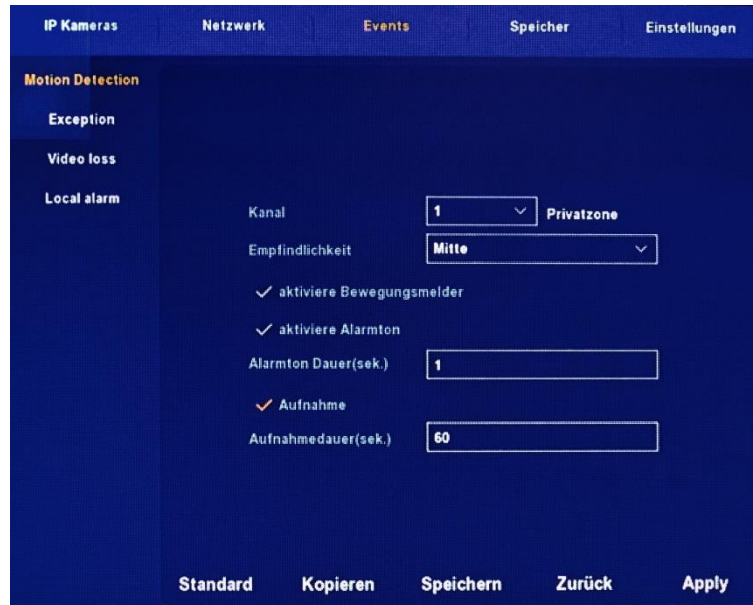 IP Kameras Netzwerk Events Speicher Einstellungen
Motion Detection
Exception
Video loss
Local alarm
Kanal 1 Privatzone
Empfindlichkeit Mitte
aktiviere Bewegungsmelder
aktiviere Alarmton
Alarmton Dauer(sek.) 1
Aufnahme
Aufnahmedauer(sek.) 60
Standard Kopieren Speichern Zurück Apply